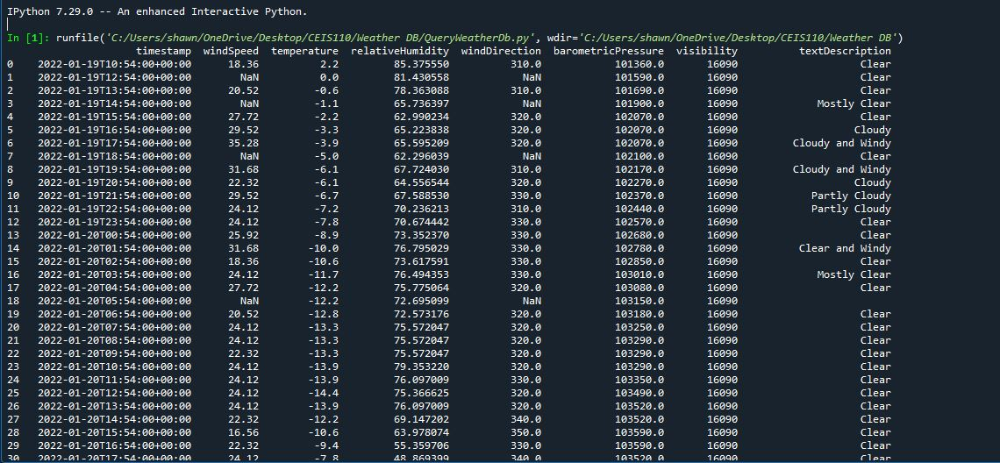 IPython 7.29.0 -- An enhanced Interactive Python.
In [1]: runfile('C:/Users/shawn/OneDrive/Desktop/CEIS110/Weather DB/QueryWeatherDb.py', wdir='C:/Users/shawn/OneDrive/Desktop/CEIS110/Weather DB')
timestamp windSpeed temperature relativeHumidity windDirection barometricPressure visibility textDescription
0 2022-01-19T10:54:00+00:00 18.36 2.2 85.375550 310.0 101360.0 16090 Clear
1 2022-01-19T12:54:00+00:00 NaN 0.0 81.430558 NaN 101590.0 16090 Clear
2 2022-01-19T13:54:00+00:00 20.52 -0.6 78.363088 310.0 101690.0 16090 Clear
3 2022-01-19T14:54:00+00:00 NaN -1.1 65.736397 NaN 101900.0 16090 Mostly Clear
4 2022-01-19T15:54:00+00:00 27.72 -2.2 62.990234 320.0 102070.0 16090 Clear
5 2022-01-19T16:54:00+00:00 29.52 -3.3 65.223838 320.0 102070.0 16090 Cloudy
6 2022-01-19T17:54:00+00:00 35.28 -3.9 65.595209 320.0 102070.0 16090 Cloudy and Windy
7 2022-01-19T18:54:00+00:00 NaN -5.0 62.296039 NaN 102100.0 16090 Clear
8 2022-01-19T19:54:00+00:00 31.68 -6.1 67.724030 310.0 102170.0 16090 Cloudy and Windy
9 2022-01-19T20:54:00+00:00 22.32 -6.1 64.556544 320.0 102270.0 16090 Cloudy
10 2022-01-19T21:54:00+00:00 29.52 -6.7 67.588530 330.0 102370.0 16090 Partly Cloudy
11 2022-01-19T22:54:00+00:00 24.12 -7.2 70.236213 310.0 102440.0 16090 Partly Cloudy
12 2022-01-19T23:54:00+00:00 24.12 -7.8 70.674442 330.0 102570.0 16090 Clear
13 2022-01-20T00:54:00+00:00 25.92 -8.9 73.352370 330.0 102680.0 16090 Clear
14 2022-01-20T01:54:00+00:00 31.68 -10.0 76.795029 330.0 102780.0 16090 Clear and Windy
15 2022-01-20T02:54:00+00:00 18.36 -10.6 73.617591 330.0 102850.0 16090 Clear
16 2022-01-20T03:54:00+00:00 24.12 -11.7 76.494353 330.0 103010.0 16090 Mostly Clear
17 2022-01-20T04:54:00+00:00 27.72 -12.2 75.775064 320.0 103080.0 16090 Clear
18 2022-01-20T05:54:00+00:00 NaN -12.2 72.695099 NaN 103150.0 16090
19 2022-01-20T06:54:00+00:00 20.52 -12.8 72.573176 320.0 103180.0 16090 Clear
20 2022-01-20T07:54:00+00:00 24.12 -13.3 75.572047 320.0 103250.0 16090 Clear
21 2022-01-20T08:54:00+00:00 24.12 -13.3 75.572047 320.0 103290.0 16090 Clear
22 2022-01-20T09:54:00+00:00 22.32 -13.3 75.572047 320.0 103290.0 16090 Clear
23 2022-01-20T10:54:00+00:00 24.12 -13.9 79.353220 320.0 103290.0 16090 Clear
24 2022-01-20T11:54:00+00:00 24.12 -13.9 76.097009 330.0 103350.0 16090 Clear
25 2022-01-20T12:54:00+00:00 24.12 -14.4 75.366625 320.0 103490.0 16090 Clear
26 2022-01-20T13:54:00+00:00 24.12 -13.9 76.097009 320.0 103520.0 16090 Clear
27 2022-01-20T14:54:00+00:00 22.32 -12.2 69.147202 340.0 103520.0 16090 Clear
28 2022-01-20T15:54:00+00:00 16.56 -10.6 63.978074 350.0 103590.0 16090 Clear
29 2022-01-20T16:54:00+00:00 22.32 -9.4 55.359706 330.0 103590.0 16090 Clear
30 2022-01-20T17:54:00+00:00 24.12 -7.8 48.869399 340.0 103520.0 16090 Clear